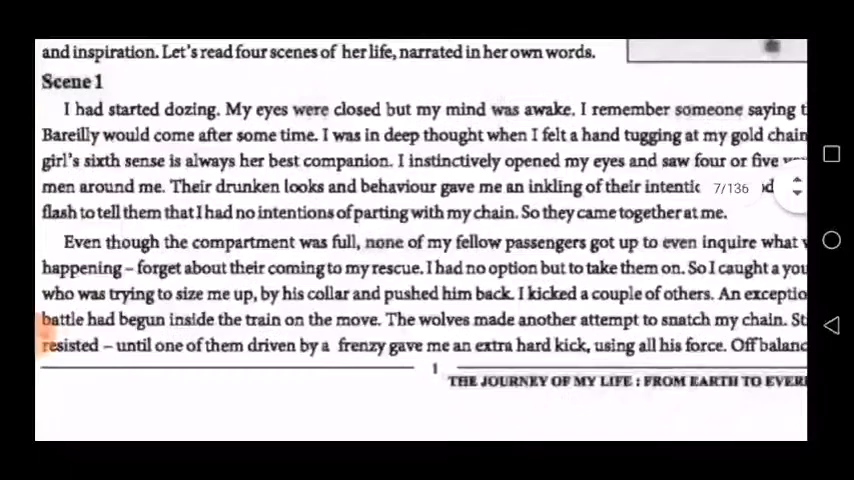 and inspiration. Let's read four scenes of her life, narrated in her own words.
Scene 1
I had started dozing. My eyes were closed but my mind was awake. I remember someone saying t
Bareilly would come after some time. I was in deep thought when I felt a hand tugging at my gold chain
girl's sixth sense is always her best companion. I instinctively opened my eyes and saw four or five
men around me. Their drunken looks and behaviour gave me an inkling of their intentic 7/136
flash to tell them that I had no intentions of parting with my chain. So they came together at me.
Even though the compartment was full, none of my fellow passengers got up to even inquire what
happening – forget about their coming to my rescue. I had no option but to take them on. So I caught a you
who was trying to size me up, by his collar and pushed him back. I kicked a couple of others. An exceptio
battle had begun inside the train on the move. The wolves made another attempt to snatch my chain. St
resisted – until one of them driven by a frenzy gave me an extra hard kick, using all his force. Off balanc
1
THE JOURNEY OF MY LIFE : FROM EARTH TO EVERE